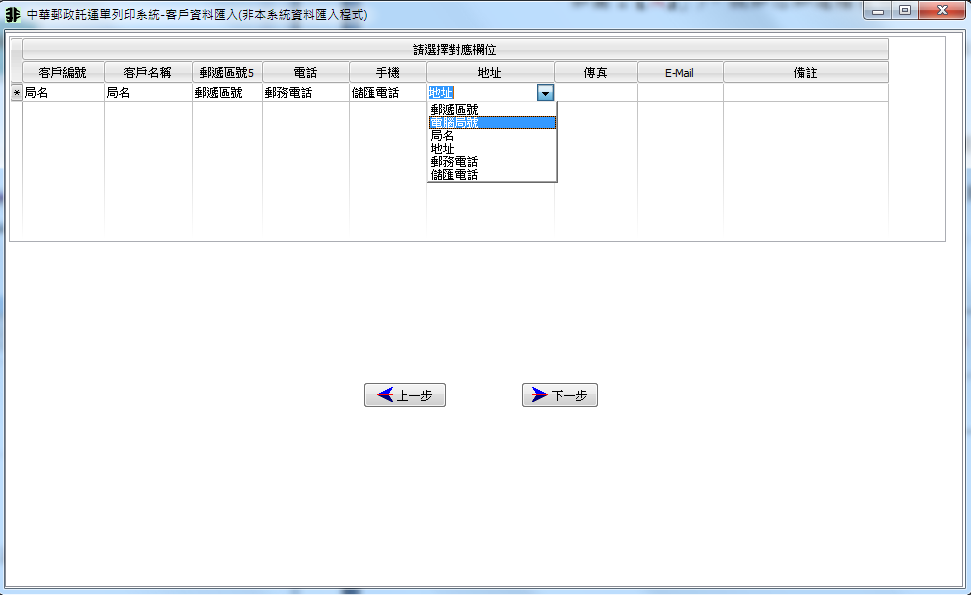 中華郵政託運單列印系統-客戶資料匯入(非本系統資料匯入程式)
請選擇對應欄位
客戶編號 客戶名稱 郵遞區號5 電話 手機 地址 傳真 E-Mail 備註
* 局名 局名 郵遞區號 郵務電話 儲匯電話 地址
郵遞區號
電腦局號
局名
地址
郵務電話
儲匯電話
上一步 下一步